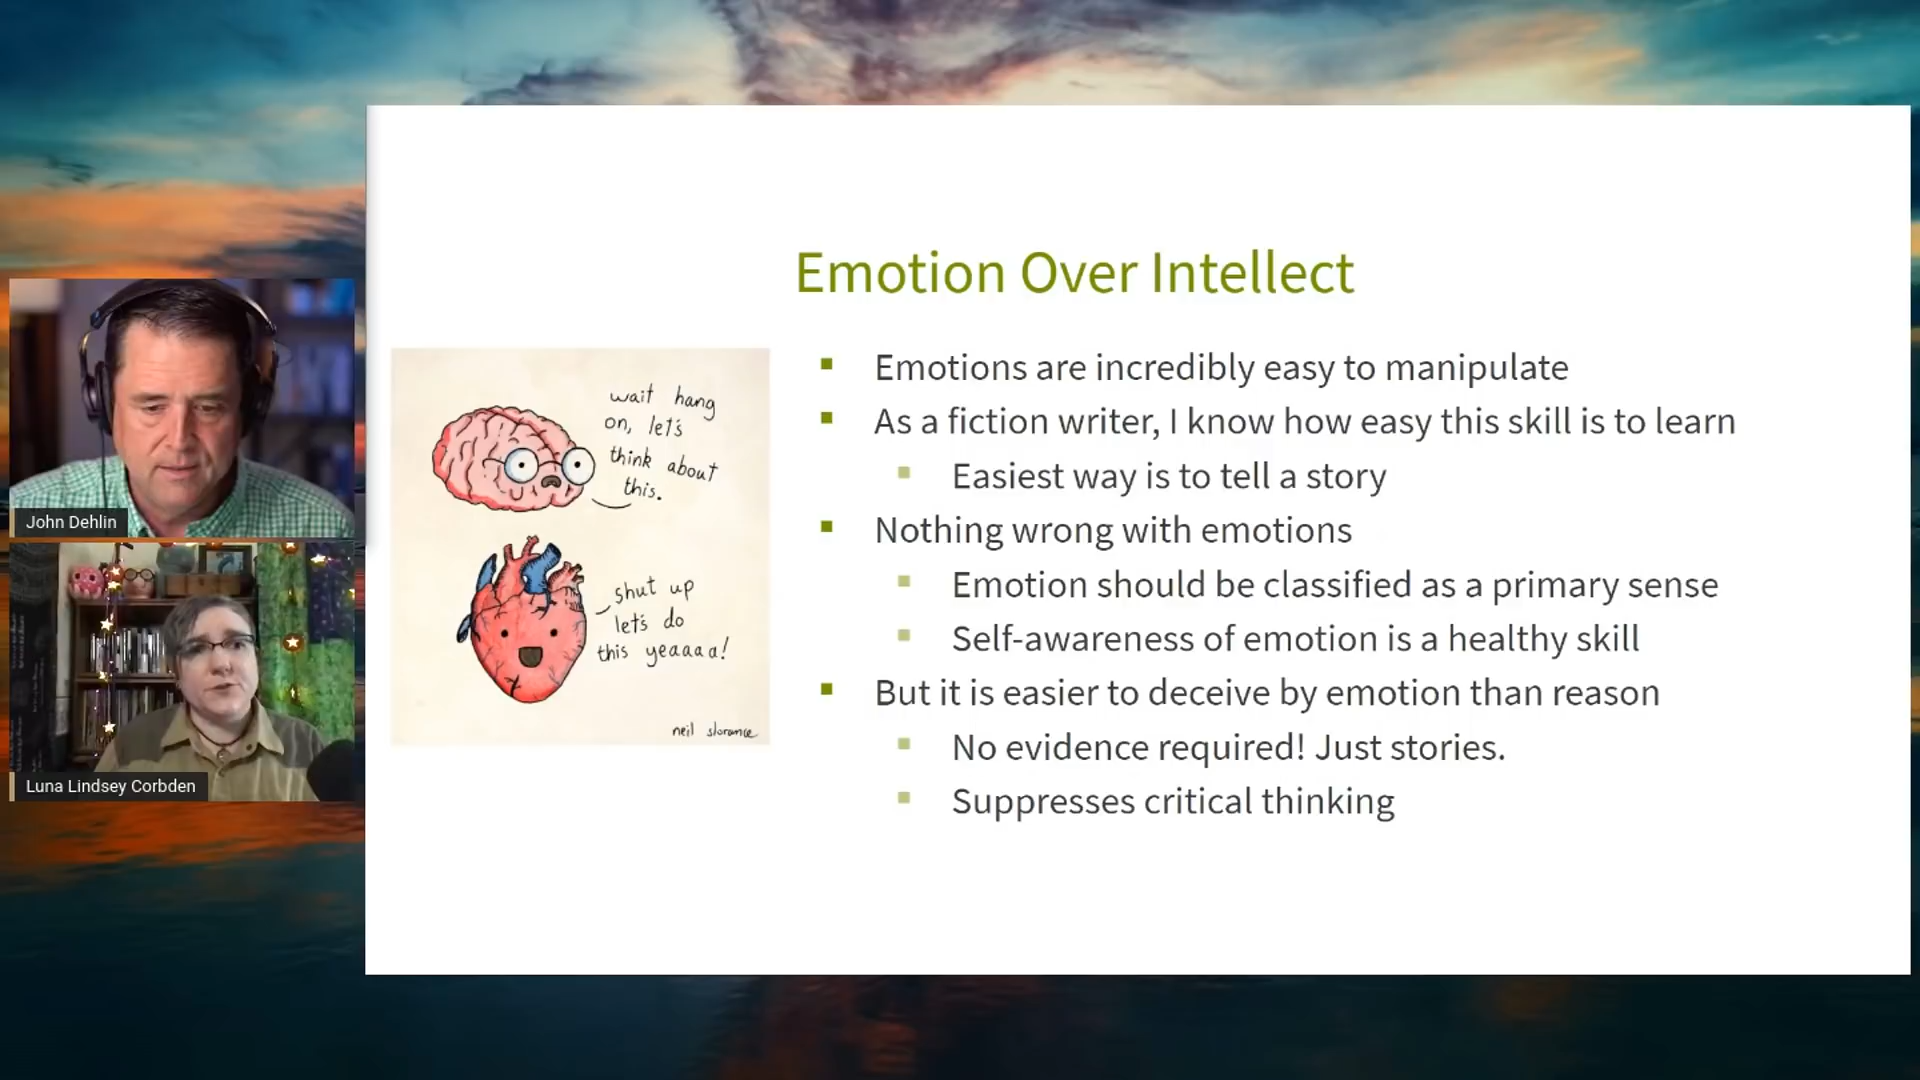 Emotion Over Intellect
wait hang
on, let's
think about
this.
shut up
let's do
this yeaaaa!
neil slorance
Emotions are incredibly easy to manipulate
As a fiction writer, I know how easy this skill is to learn
Easiest way is to tell a story
Nothing wrong with emotions
Emotion should be classified as a primary sense
Self-awareness of emotion is a healthy skill
But it is easier to deceive by emotion than reason
No evidence required! Just stories.
Suppresses critical thinking
John Dehlin
Luna Lindsey Corbden